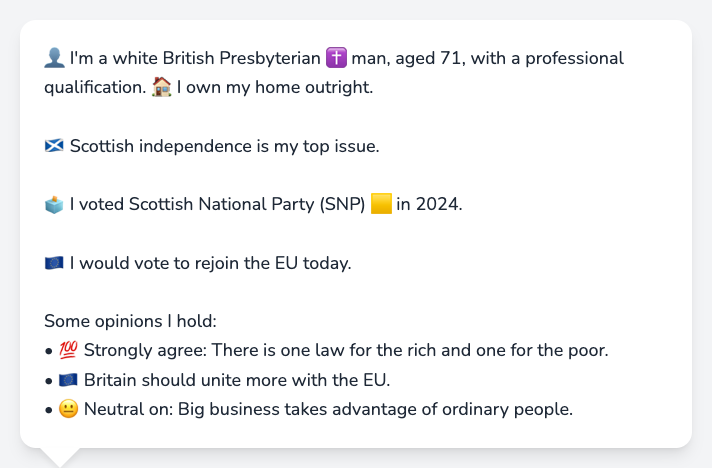 👤 I'm a white British Presbyterian ✝️ man, aged 71, with a professional
qualification. 🏠 I own my home outright.
🏴󠁧󠁢󠁳󠁣󠁴󠁿 Scottish independence is my top issue.
🗳️ I voted Scottish National Party (SNP) 🟨 in 2024.
🇪🇺 I would vote to rejoin the EU today.
Some opinions I hold:
• 💯 Strongly agree: There is one law for the rich and one for the poor.
• 🇪🇺 Britain should unite more with the EU.
• 😐 Neutral on: Big business takes advantage of ordinary people.